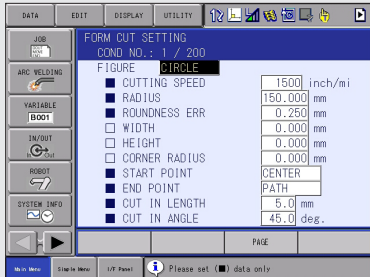 DATA EDIT DISPLAY UTILITY
JOB
ARC WELDING
VARIABLE
B001
IN/OUT
In Out
ROBOT
SYSTEM INFO
FORM CUT SETTING
COND NO.: 1 / 200
FIGURE CIRCLE
■ CUTTING SPEED 1500 inch/mi
■ RADIUS 150.000 mm
■ ROUNDNESS ERR 0.250 mm
□ WIDTH 0.000 mm
□ HEIGHT 0.000 mm
□ CORNER RADIUS 0.000 mm
■ START POINT CENTER
■ END POINT PATH
■ CUT IN LENGTH 5.0 mm
■ CUT IN ANGLE 45.0 deg.
PAGE
Main Menu Simple Menu I/F Panel Please set (■) data only